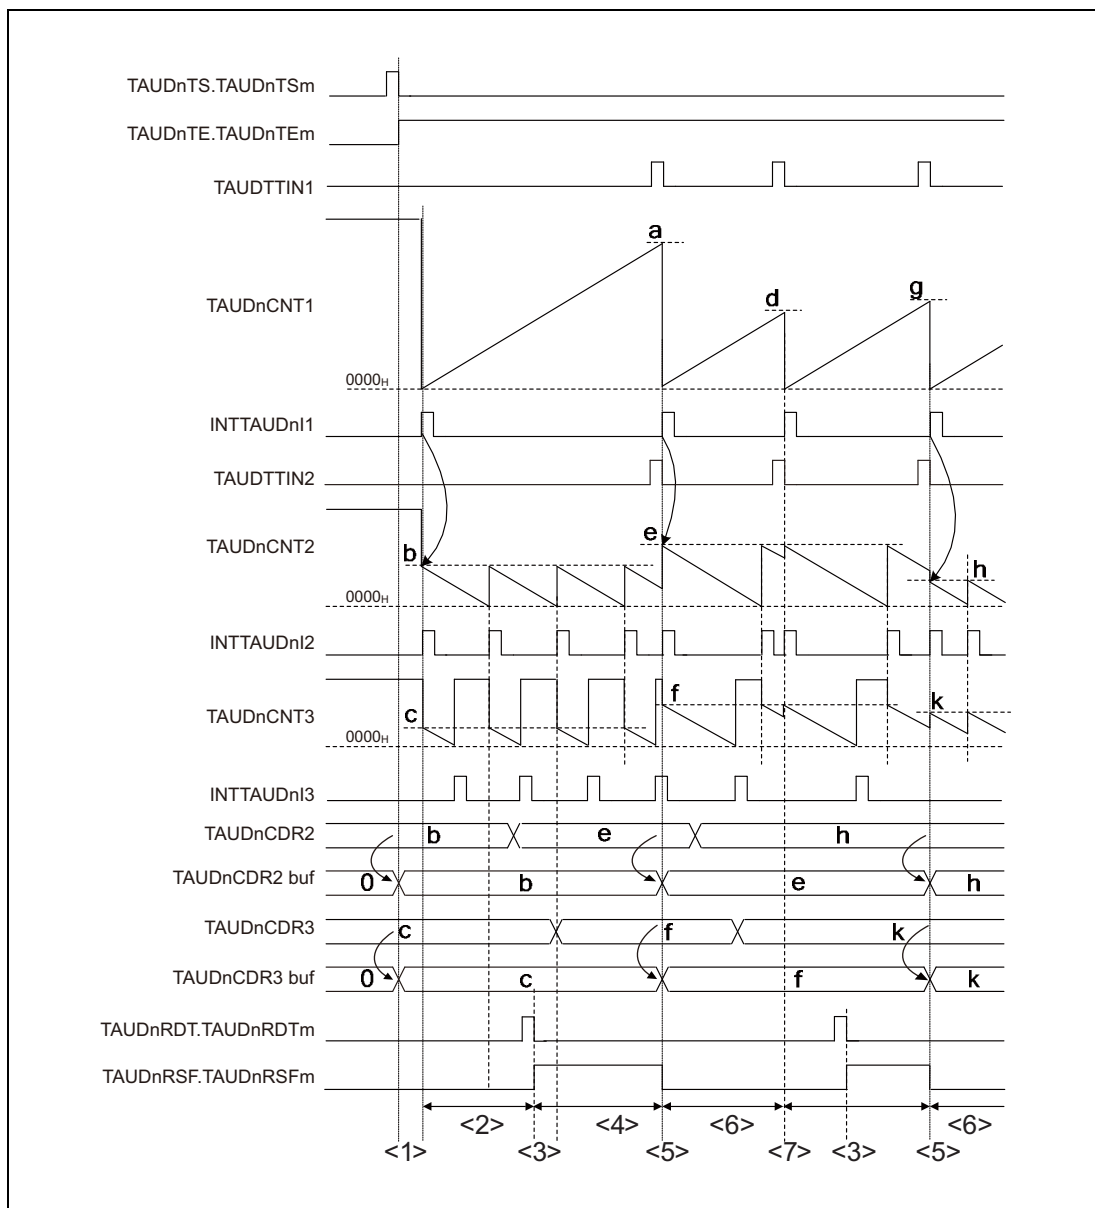 TAUDnTS.TAUDnTSm
TAUDnTE.TAUDnTEm
TAUDTTIN1
a
d
g
TAUDnCNT1
0000H
INTTAUDnI1
TAUDTTIN2
b
e
h
TAUDnCNT2
0000H
INTTAUDnI2
c
f
k
TAUDnCNT3
0000H
INTTAUDnI3
TAUDnCDR2
b
e
h
TAUDnCDR2 buf
0
b
e
h
TAUDnCDR3
c
f
k
TAUDnCDR3 buf
0
c
f
k
TAUDnRDT.TAUDnRDTm
TAUDnRSF.TAUDnRSFm
<2> <4> <6> <6>
<1> <3> <5> <7> <3> <5>